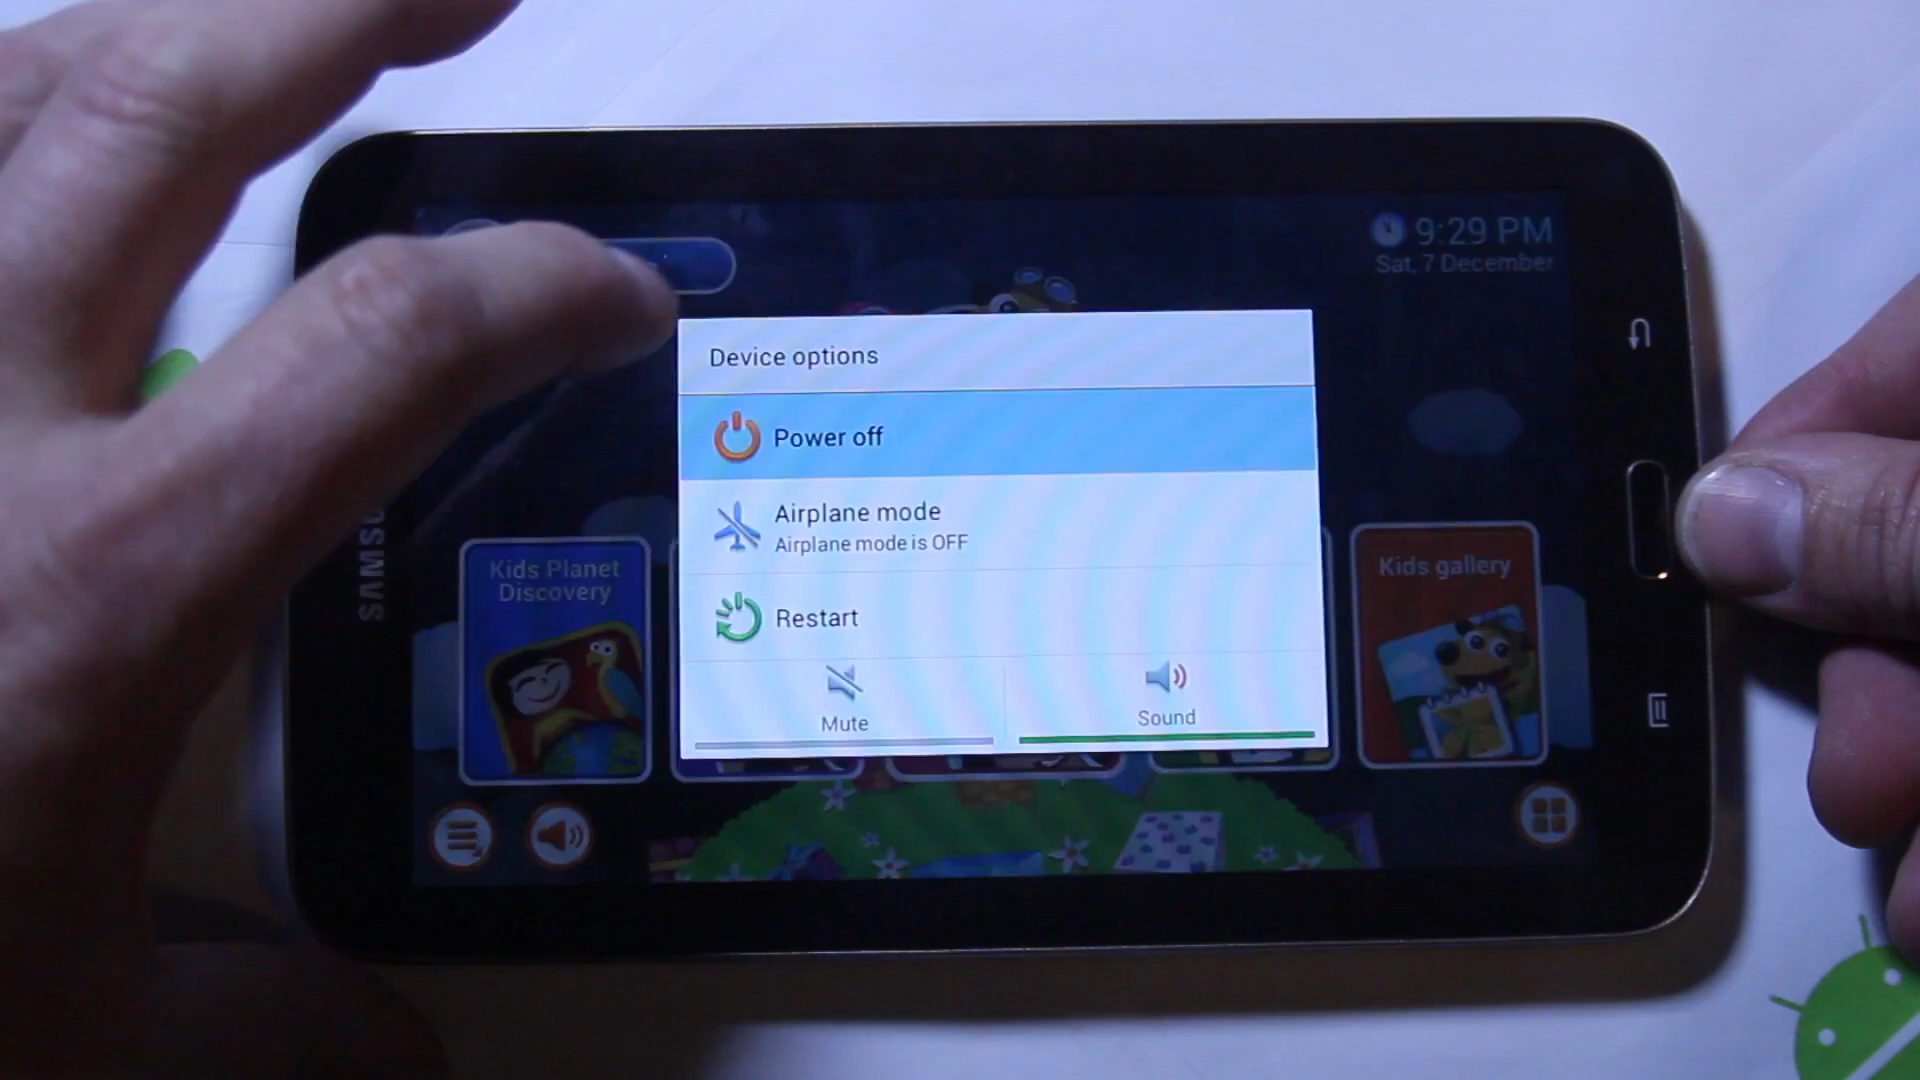 9:29 PM
Sat, 7 December
Device options
Power off
Airplane mode
Airplane mode is OFF
Restart
Mute
Sound
Kids Planet
Discovery
Kids gallery